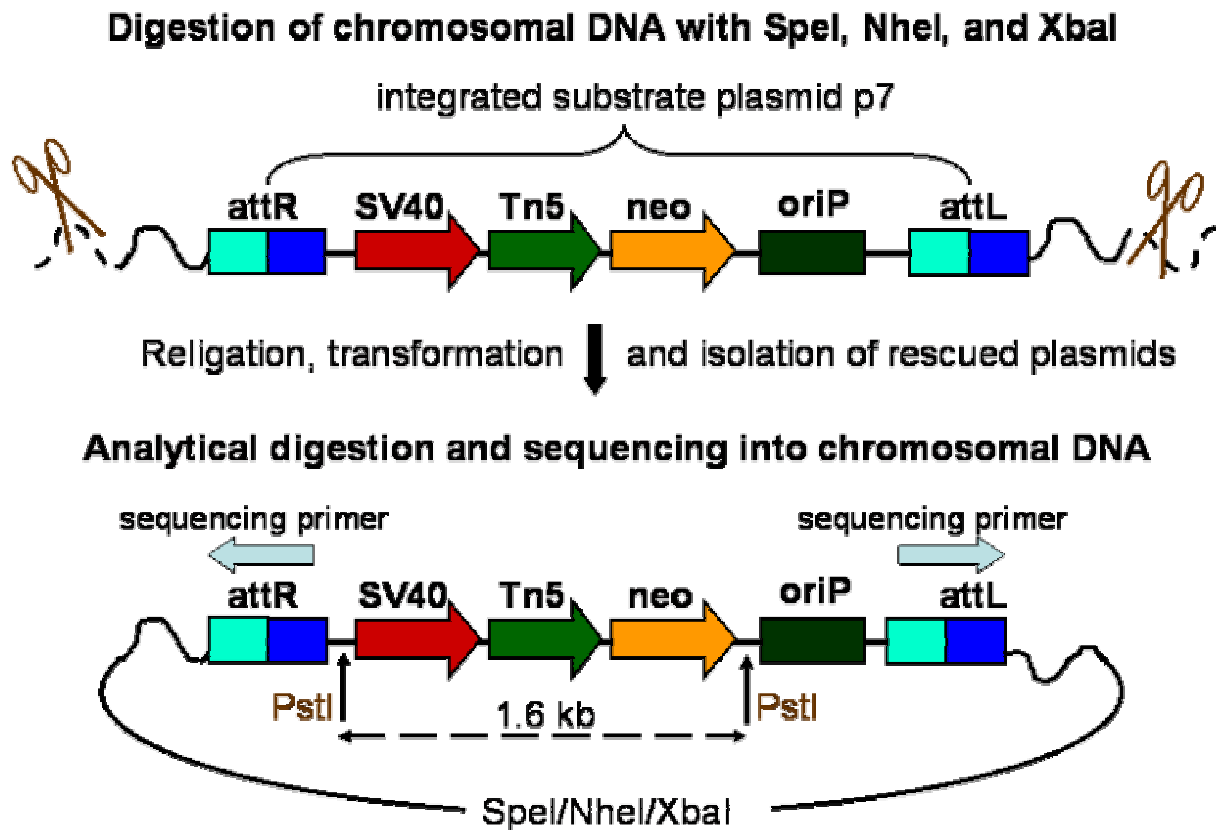 Digestion of chromosomal DNA with SpeI, NheI, and XbaI
integrated substrate plasmid p7
attR SV40 Tn5 neo oriP attL
Religation, transformation and isolation of rescued plasmids
Analytical digestion and sequencing into chromosomal DNA
sequencing primer sequencing primer
attR SV40 Tn5 neo oriP attL
PstI 1.6 kb PstI
SpeI/NheI/XbaI